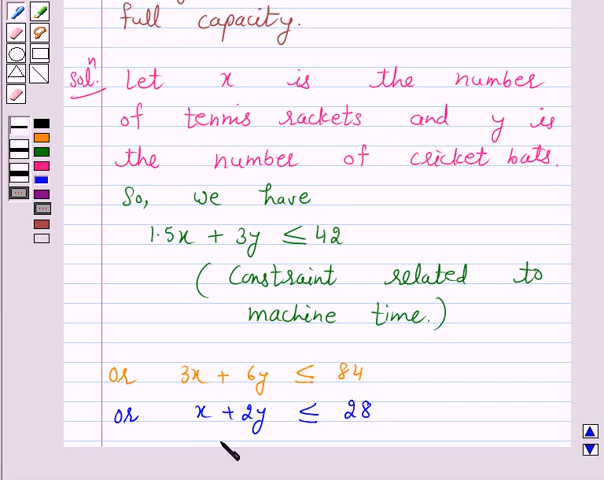 full capacity.
Solⁿ. Let x is the number
of tennis rackets and y is
the number of cricket bats.
So, we have
1.5x + 3y ≤ 42
(Constraint related to
machine time.)
or 3x + 6y ≤ 84
or x + 2y ≤ 28